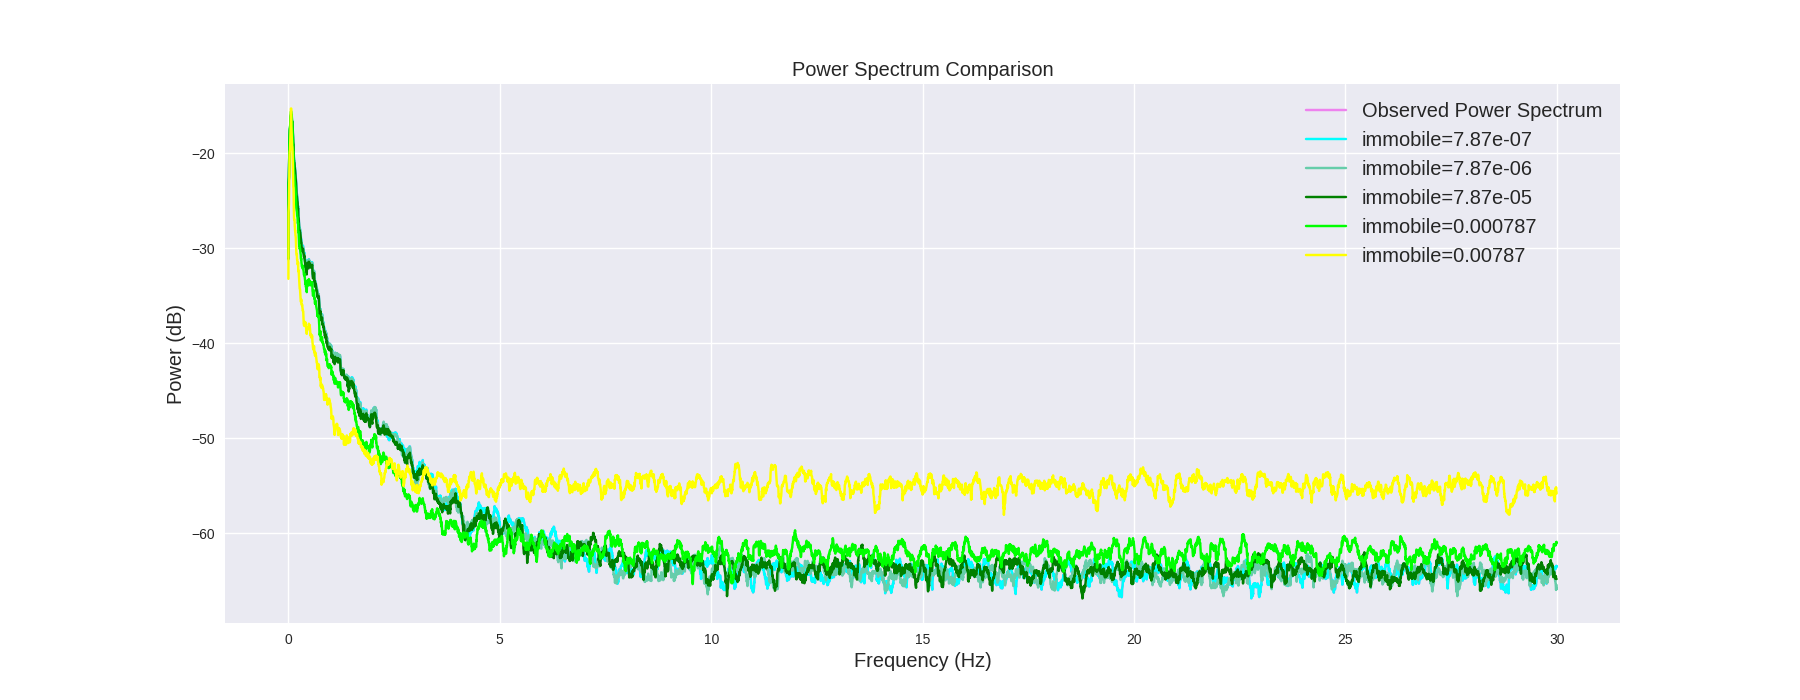 Power Spectrum Comparison
Observed Power Spectrum
immobile=7.87e-07
immobile=7.87e-06
immobile=7.87e-05
immobile=0.000787
immobile=0.00787
−20
−30
−40
−50
−60
Power (dB)
0 5 10 15 20 25 30
Frequency (Hz)